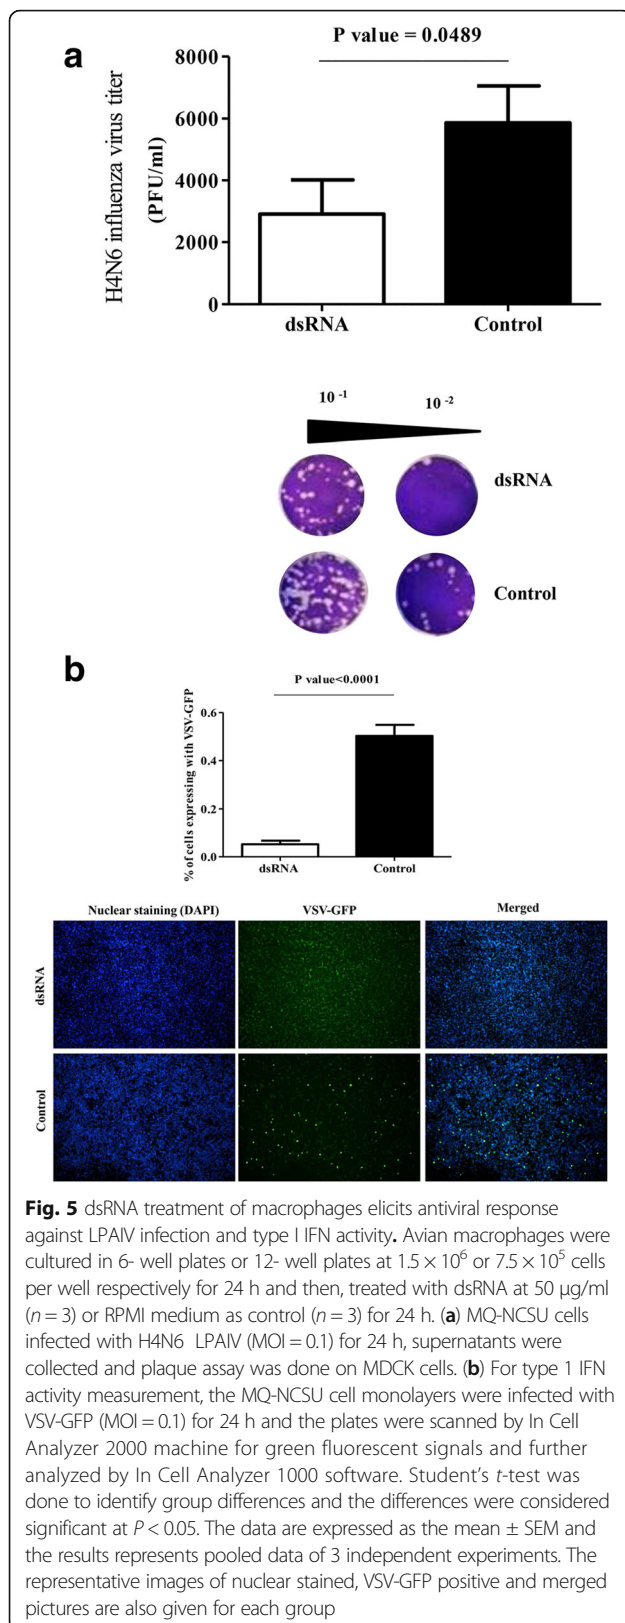 a
P value = 0.0489
H4N6 influenza virus titer
(PFU/ml)
8000
6000
4000
2000
0
dsRNA
Control
10 -1
10 -2
dsRNA
Control
b
P value<0.0001
% of cells expressing with VSV-GFP
0.6
0.4
0.2
0.0
dsRNA
Control
Nuclear staining (DAPI)
VSV-GFP
Merged
dsRNA
Control
Fig. 5 dsRNA treatment of macrophages elicits antiviral response
against LPAIV infection and type I IFN activity. Avian macrophages were
cultured in 6- well plates or 12- well plates at 1.5 × 10⁶ or 7.5 × 10⁵ cells
per well respectively for 24 h and then, treated with dsRNA at 50 μg/ml
(n = 3) or RPMI medium as control (n = 3) for 24 h. (a) MQ-NCSU cells
infected with H4N6 LPAIV (MOI = 0.1) for 24 h, supernatants were
collected and plaque assay was done on MDCK cells. (b) For type 1 IFN
activity measurement, the MQ-NCSU cell monolayers were infected with
VSV-GFP (MOI = 0.1) for 24 h and the plates were scanned by In Cell
Analyzer 2000 machine for green fluorescent signals and further
analyzed by In Cell Analyzer 1000 software. Student's t-test was
done to identify group differences and the differences were considered
significant at P < 0.05. The data are expressed as the mean ± SEM and
the results represents pooled data of 3 independent experiments. The
representative images of nuclear stained, VSV-GFP positive and merged
pictures are also given for each group